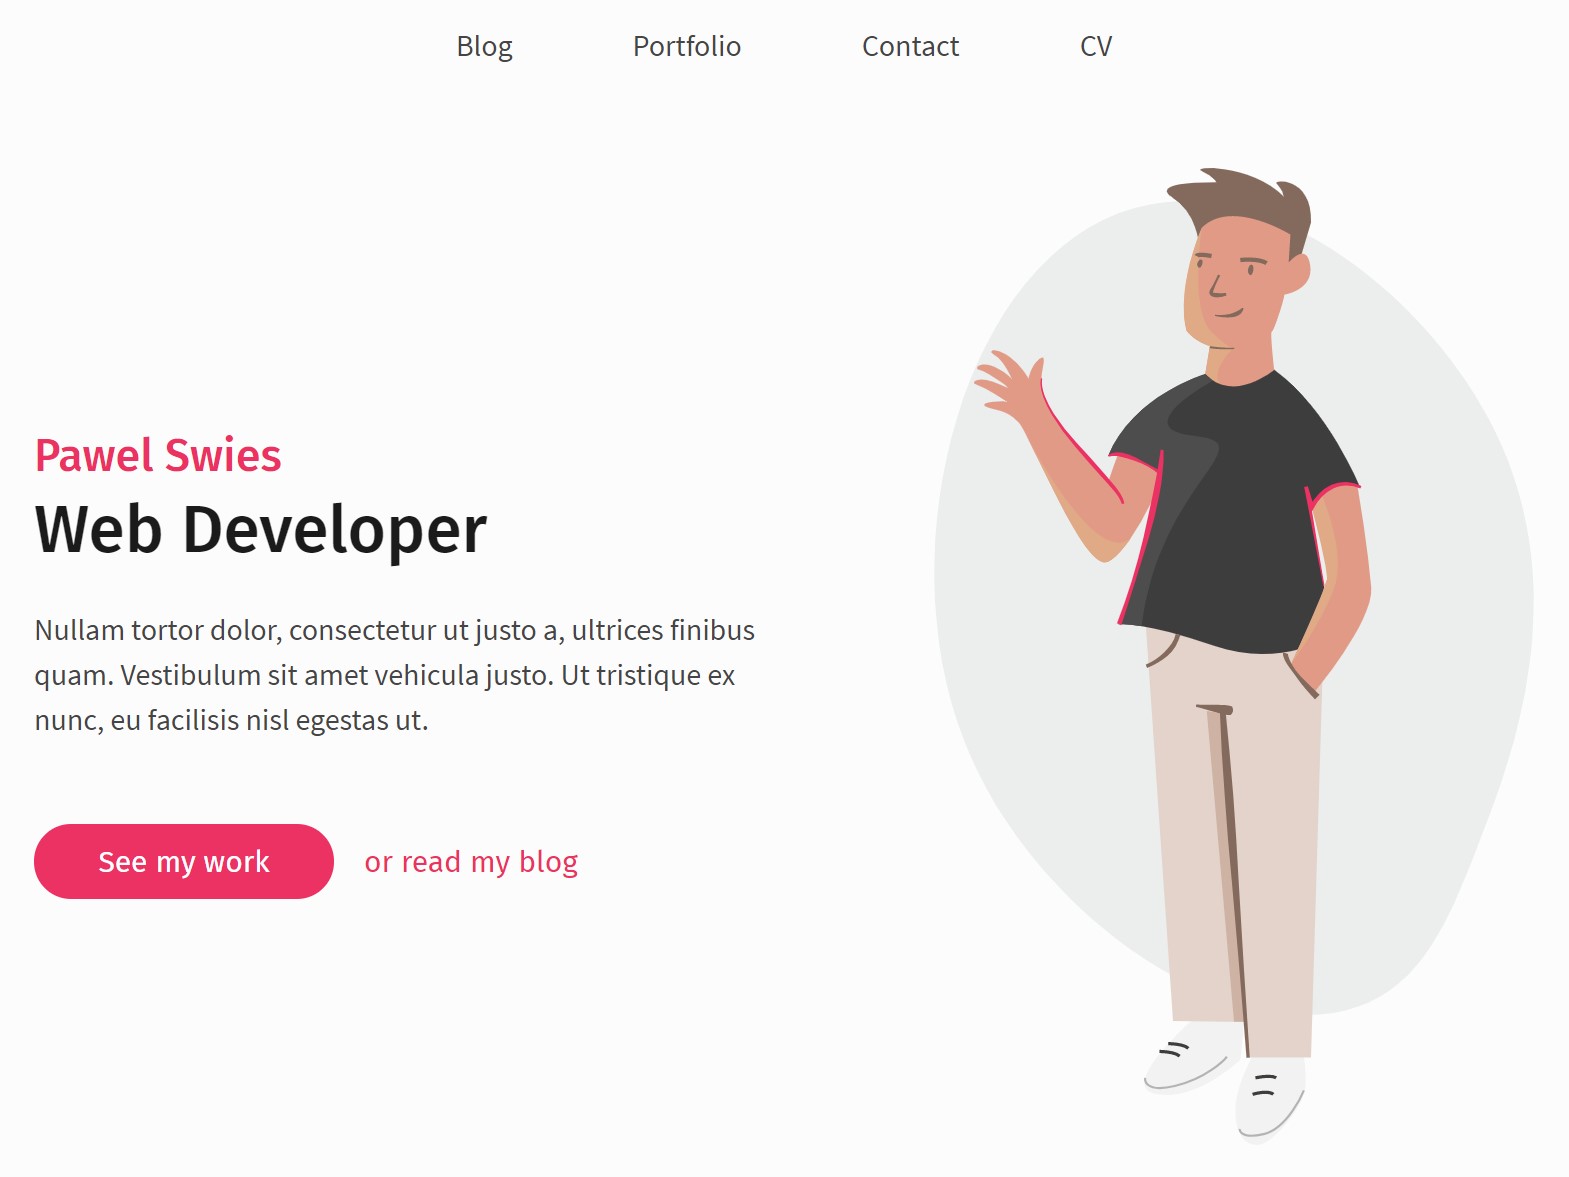 Blog
Portfolio
Contact
CV
Pawel Swies
Web Developer
Nullam tortor dolor, consectetur ut justo a, ultrices finibus
quam. Vestibulum sit amet vehicula justo. Ut tristique ex
nunc, eu facilisis nisl egestas ut.
See my work
or read my blog